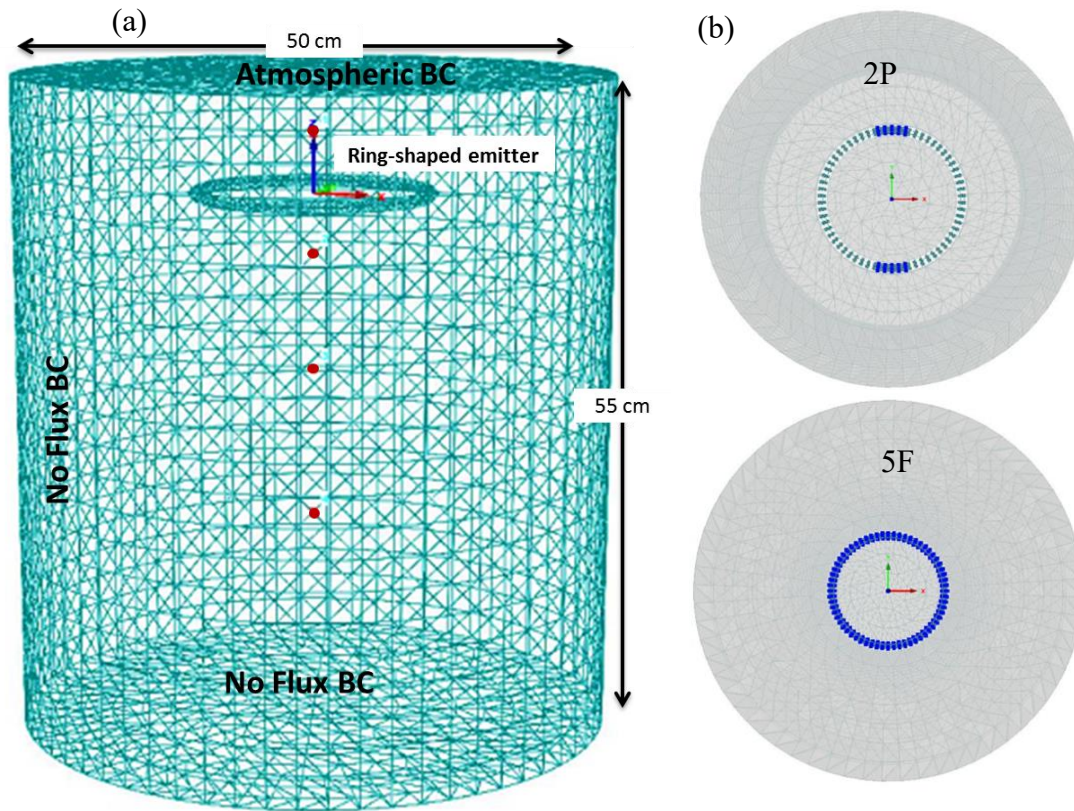 (a)
50 cm
Atmospheric BC
Ring-shaped emitter
x
No Flux BC
55 cm
No Flux BC
(b)
2P
x
5F
x